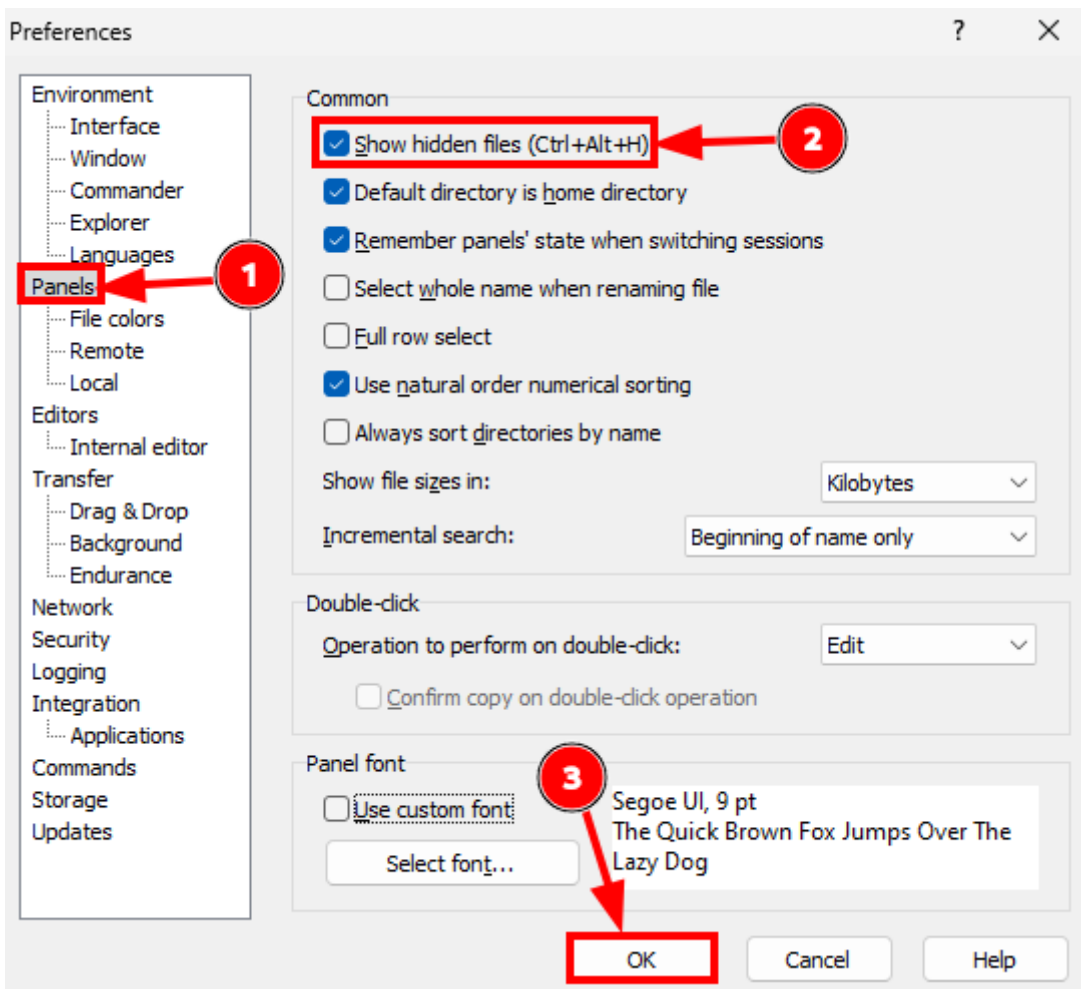 Preferences
?
Environment
Interface
Window
Commander
Explorer
Languages
Panels
File colors
Remote
Local
Editors
Internal editor
Transfer
Drag & Drop
Background
Endurance
Network
Security
Logging
Integration
Applications
Commands
Storage
Updates
1
Common
Show hidden files (Ctrl+Alt+H)
2
Default directory is home directory
Remember panels' state when switching sessions
Select whole name when renaming file
Full row select
Use natural order numerical sorting
Always sort directories by name
Show file sizes in: Kilobytes
Incremental search: Beginning of name only
Double-click
Operation to perform on double-click: Edit
Confirm copy on double-click operation
Panel font
3
Use custom font
Select font...
Segoe UI, 9 pt
The Quick Brown Fox Jumps Over The
Lazy Dog
OK Cancel Help